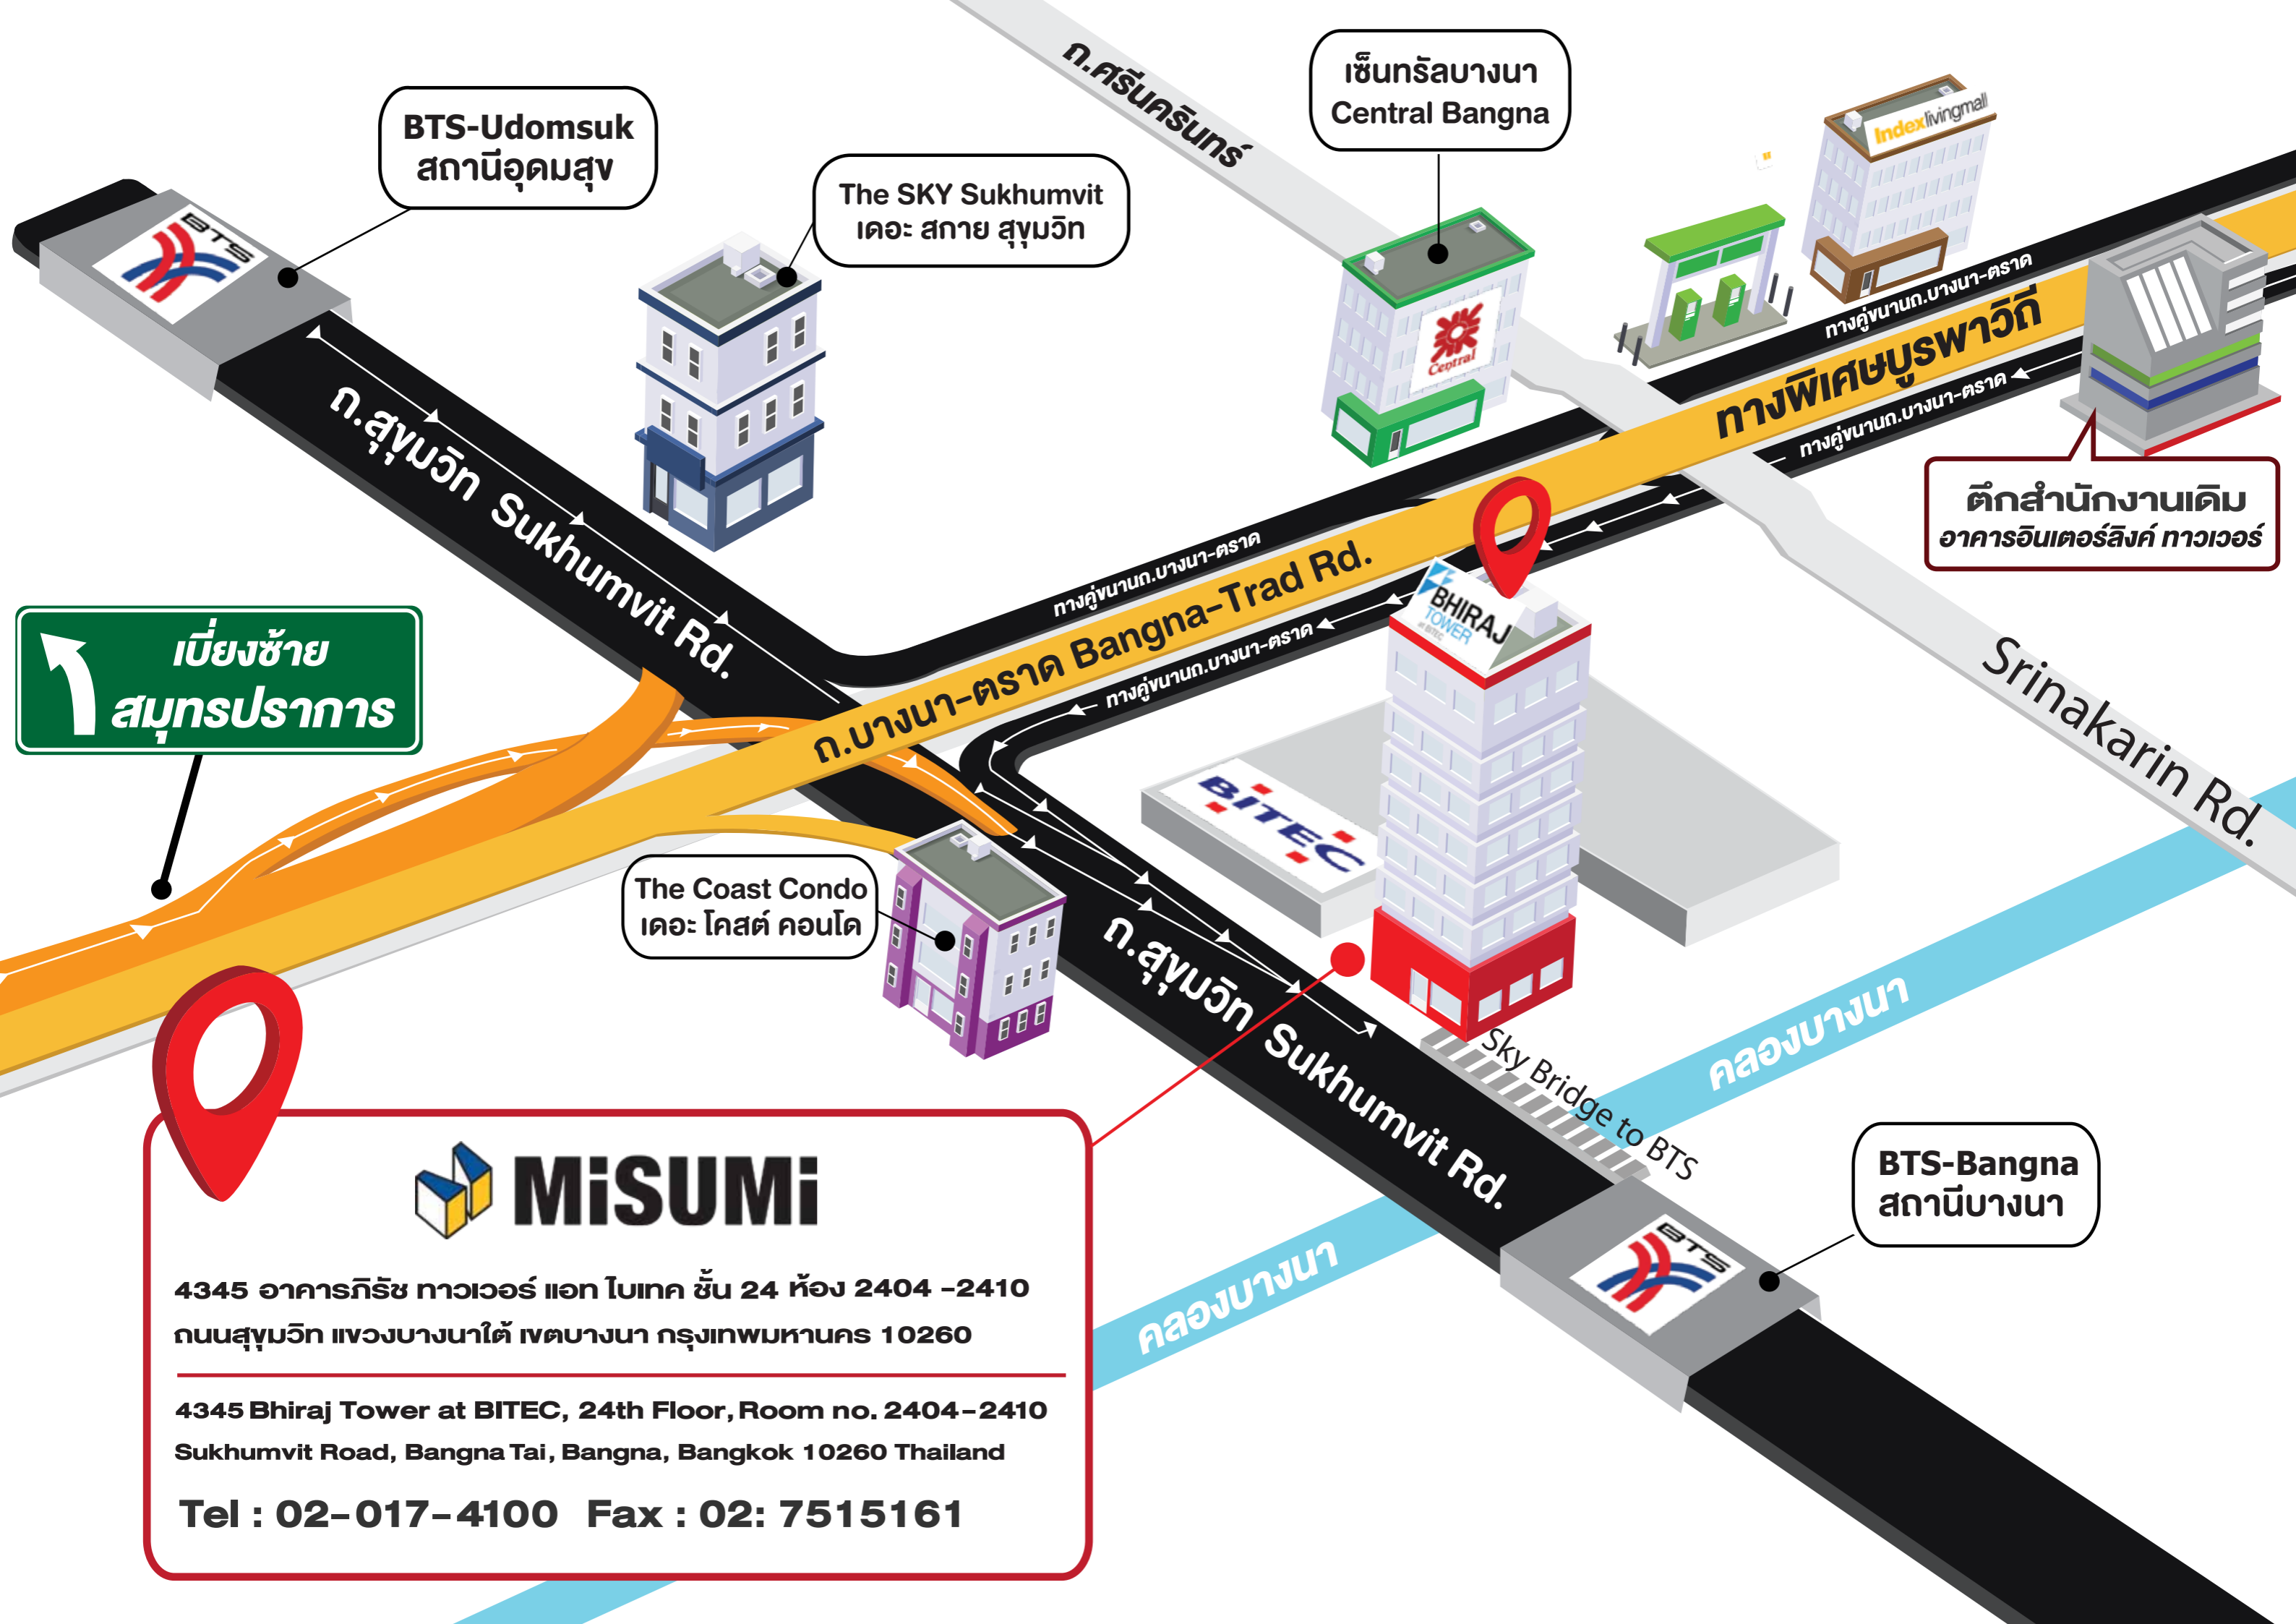 ถ.ศรีนครินทร์
เซ็นทรัลบางนา
Central Bangna
Indexlivingmall
BTS-Udomsuk
สถานีอุดมสุข
The SKY Sukhumvit
เดอะ สกาย สุขุมวิท
BTS
Central
ทางคู่ขนานถ.บางนา-ตราด
ทางพิเศษบูรพาวิถี
ทางคู่ขนานถ.บางนา-ตราด
ตึกสำนักงานเดิม
อาคารอินเตอร์ลิงค์ ทาวเวอร์
ถ.สุขุมวิท Sukhumvit Rd.
ทางคู่ขนานถ.บางนา-ตราด
ถ.บางนา-ตราด Bangna-Trad Rd.
ทางคู่ขนานถ.บางนา-ตราด
BHIRAJ
TOWER
at BITEC
เบี่ยงซ้าย
สมุทรปราการ
Srinakarin Rd.
BITEC
The Coast Condo
เดอะ โคสต์ คอนโด
ถ.สุขุมวิท Sukhumvit Rd.
Sky Bridge to BTS
คลองบางนา
คลองบางนา
BTS-Bangna
สถานีบางนา
BTS
MiSUMi
4345 อาคารภิรัช ทาวเวอร์ แอท ไบเทค ชั้น 24 ห้อง 2404 -2410
ถนนสุขุมวิท แขวงบางนาใต้ เขตบางนา กรุงเทพมหานคร 10260
4345 Bhiraj Tower at BITEC, 24th Floor, Room no. 2404-2410
Sukhumvit Road, Bangna Tai, Bangna, Bangkok 10260 Thailand
Tel : 02-017-4100 Fax : 02: 7515161